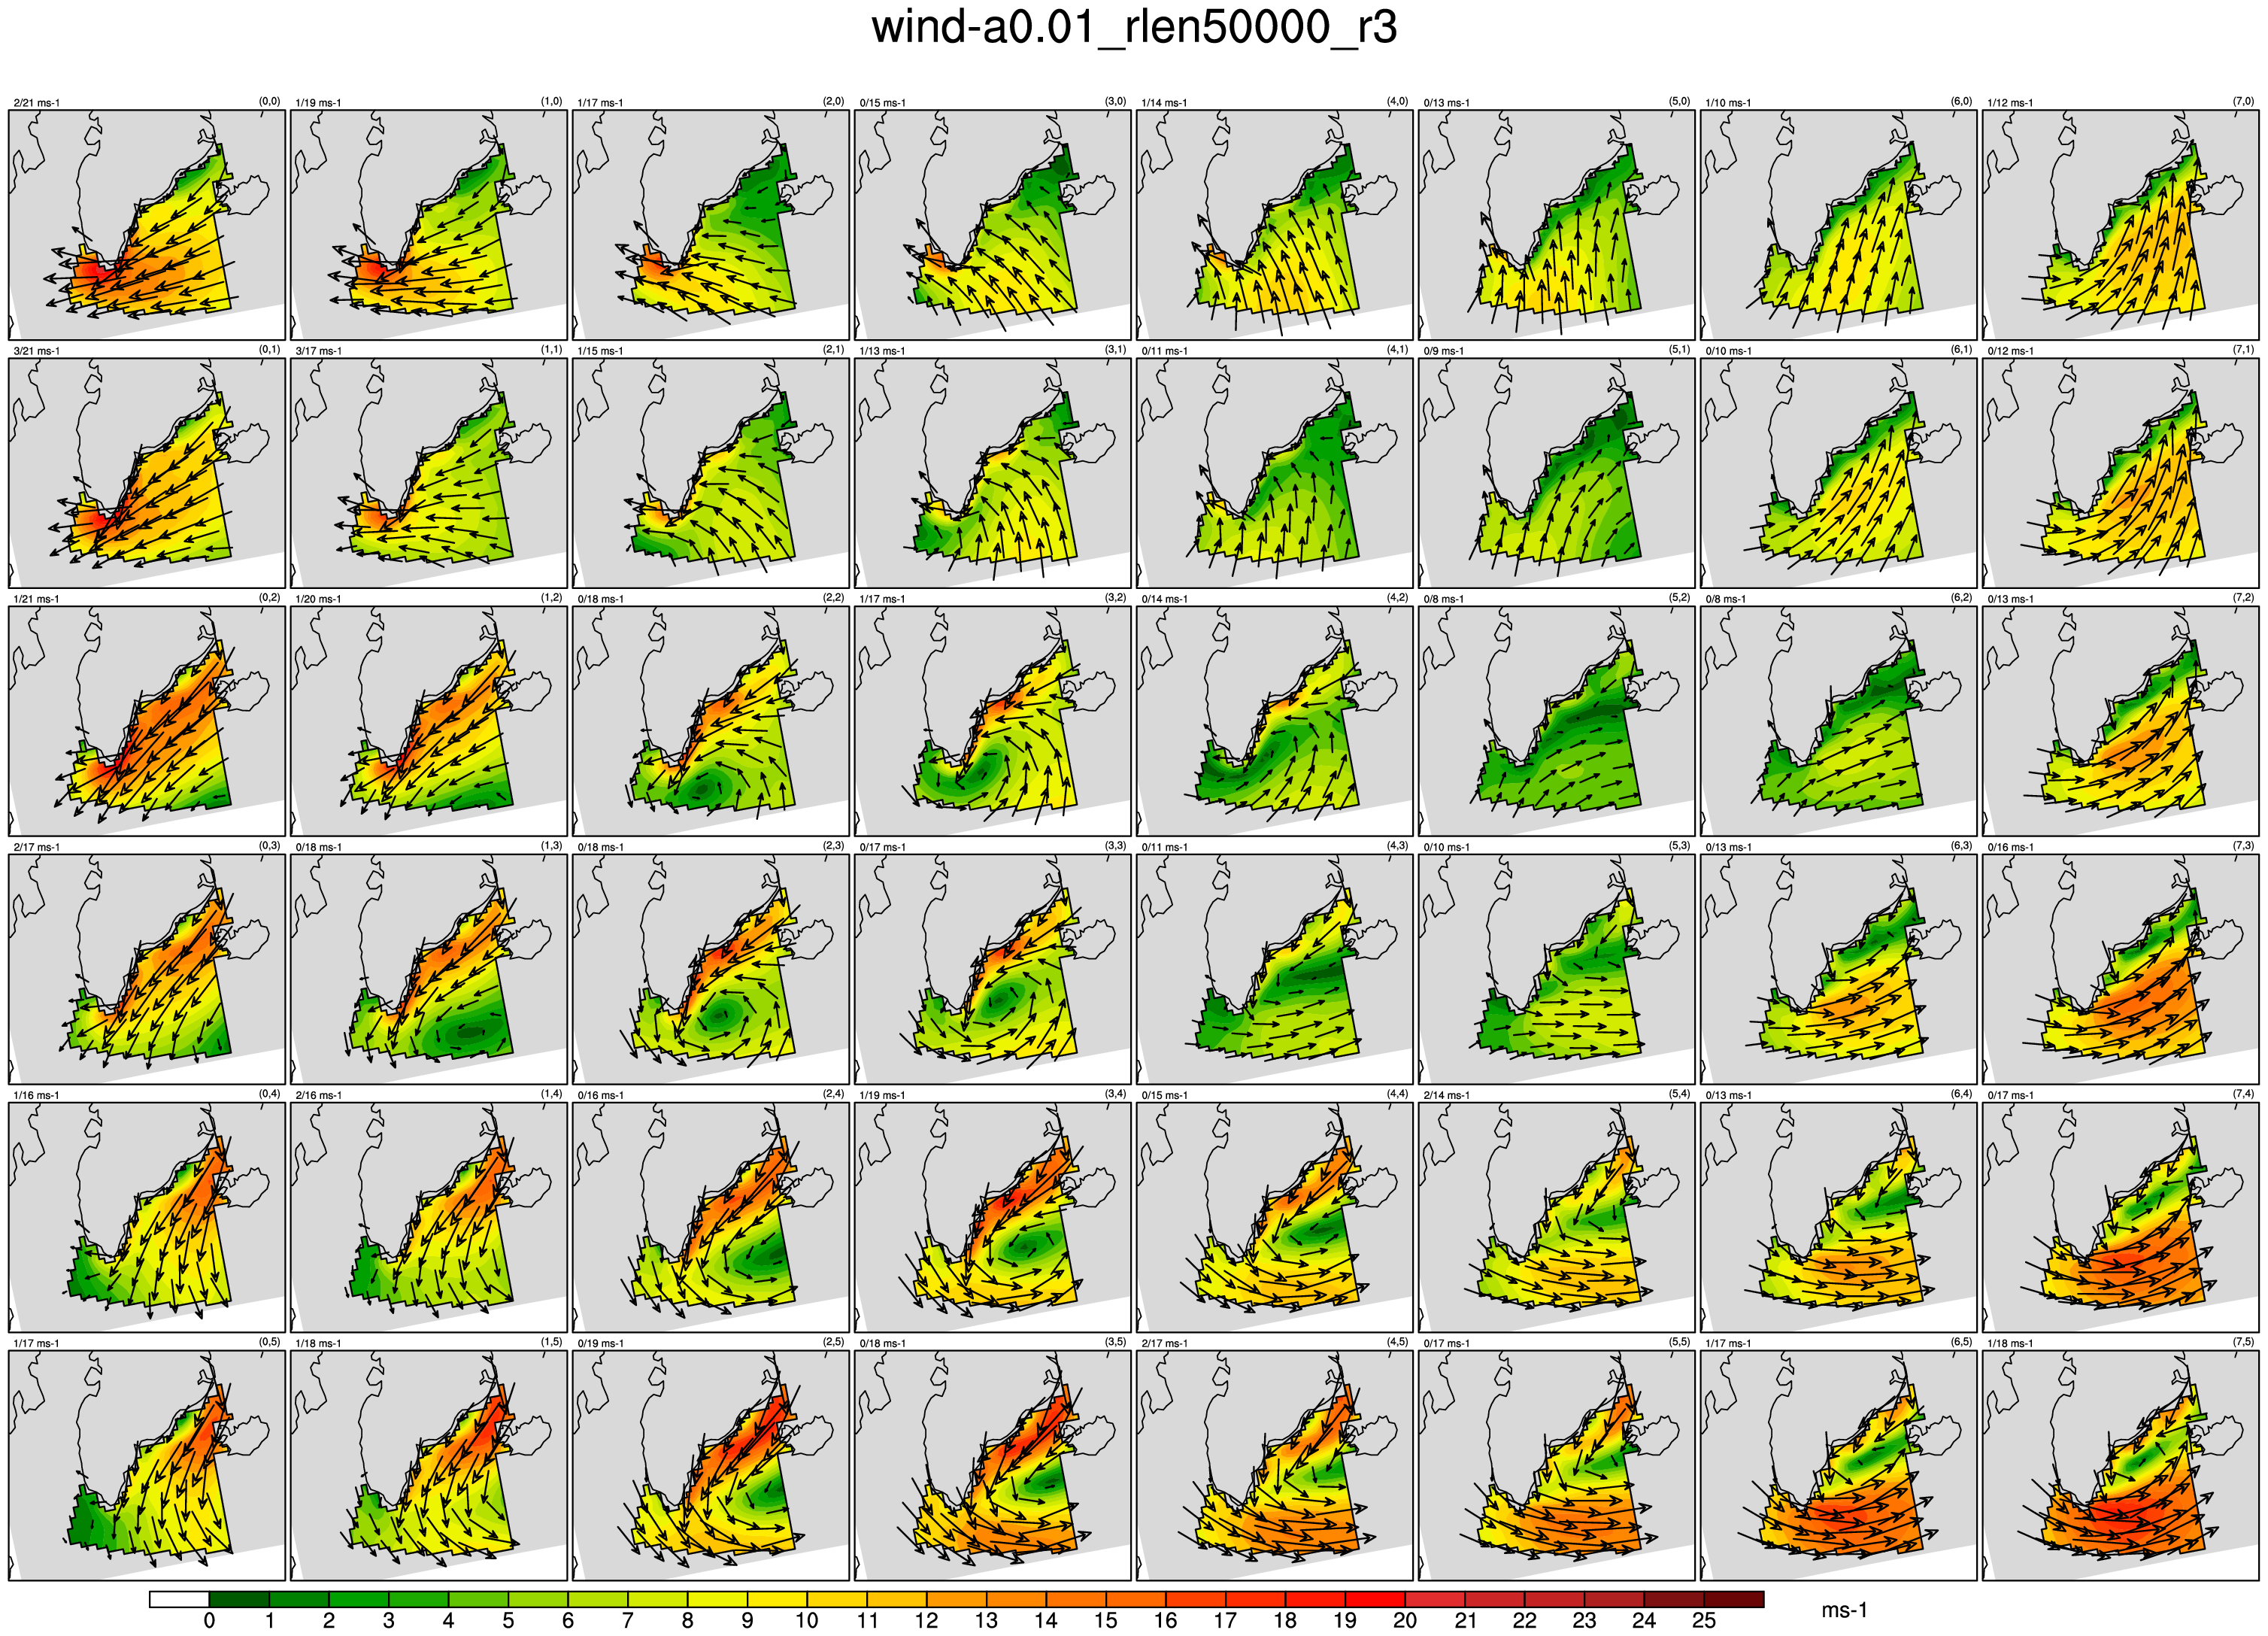 wind-a0.01_rlen50000_r3
2/21 ms-1 (0,0) 1/19 ms-1 (1,0) 1/17 ms-1 (2,0) 0/15 ms-1 (3,0) 1/14 ms-1 (4,0) 0/13 ms-1 (5,0) 1/10 ms-1 (6,0) 1/12 ms-1 (7,0)
3/21 ms-1 (0,1) 3/17 ms-1 (1,1) 1/15 ms-1 (2,1) 1/13 ms-1 (3,1) 0/11 ms-1 (4,1) 0/9 ms-1 (5,1) 0/10 ms-1 (6,1) 0/12 ms-1 (7,1)
1/21 ms-1 (0,2) 1/20 ms-1 (1,2) 0/18 ms-1 (2,2) 1/17 ms-1 (3,2) 0/14 ms-1 (4,2) 0/8 ms-1 (5,2) 0/8 ms-1 (6,2) 0/13 ms-1 (7,2)
2/17 ms-1 (0,3) 0/18 ms-1 (1,3) 0/18 ms-1 (2,3) 0/17 ms-1 (3,3) 0/11 ms-1 (4,3) 0/10 ms-1 (5,3) 0/13 ms-1 (6,3) 0/16 ms-1 (7,3)
1/16 ms-1 (0,4) 2/16 ms-1 (1,4) 0/16 ms-1 (2,4) 1/19 ms-1 (3,4) 0/15 ms-1 (4,4) 2/14 ms-1 (5,4) 0/13 ms-1 (6,4) 0/17 ms-1 (7,4)
1/17 ms-1 (0,5) 1/18 ms-1 (1,5) 0/19 ms-1 (2,5) 0/18 ms-1 (3,5) 2/17 ms-1 (4,5) 0/17 ms-1 (5,5) 1/17 ms-1 (6,5) 1/18 ms-1 (7,5)
0 1 2 3 4 5 6 7 8 9 10 11 12 13 14 15 16 17 18 19 20 21 22 23 24 25 ms-1